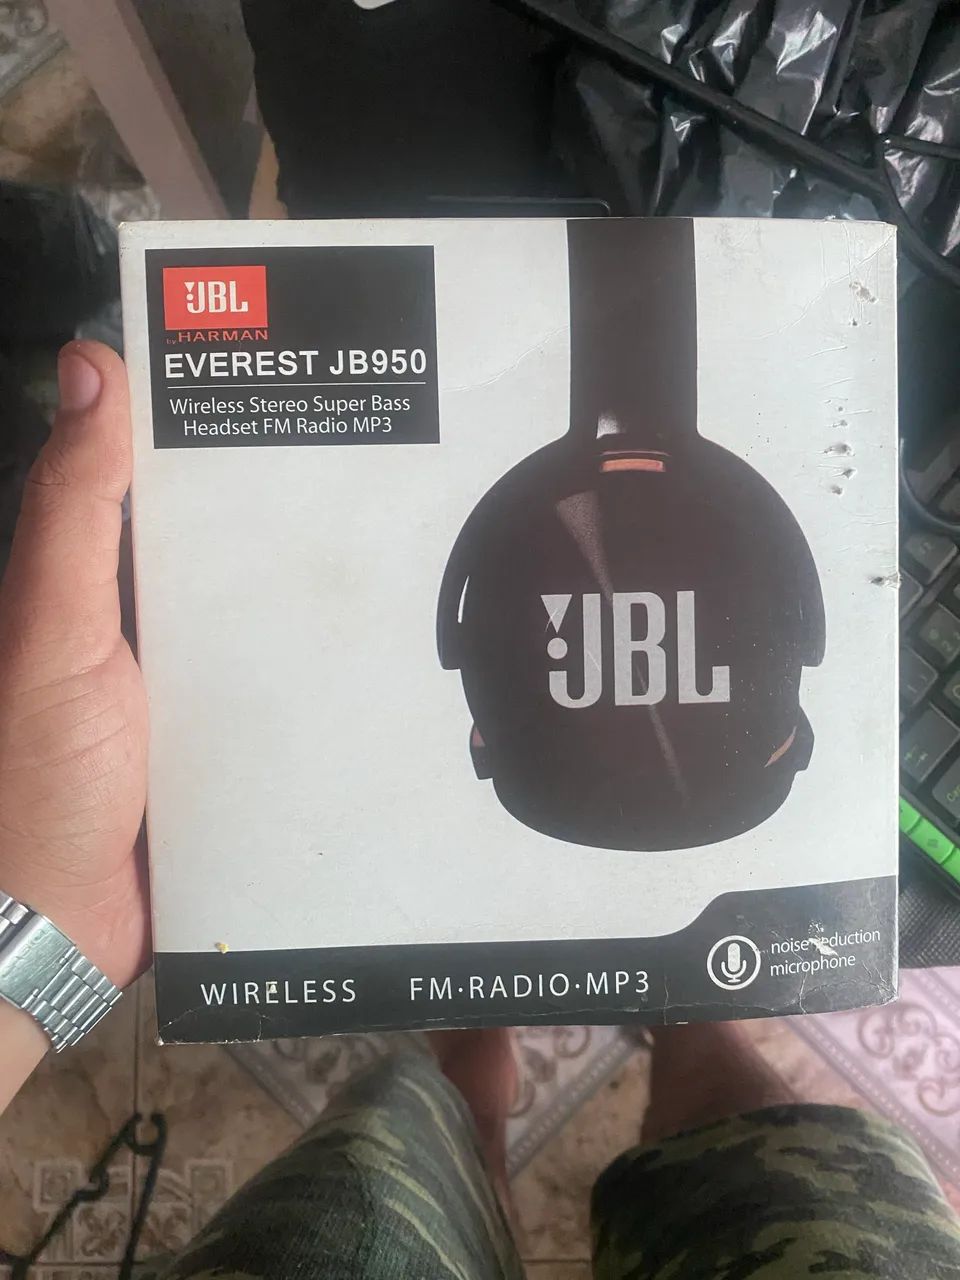 JBL
by HARMAN
EVEREST JB950
Wireless Stereo Super Bass
Headset FM Radio MP3
JBL
WIRELESS FM·RADIO·MP3
noise reduction
microphone